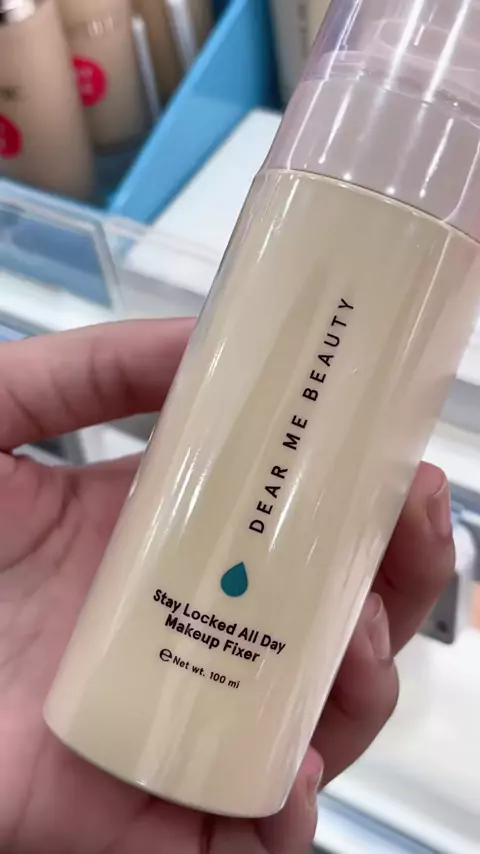 DEAR ME BEAUTY
Stay Locked All Day
Makeup Fixer
℮ Net wt. 100 ml